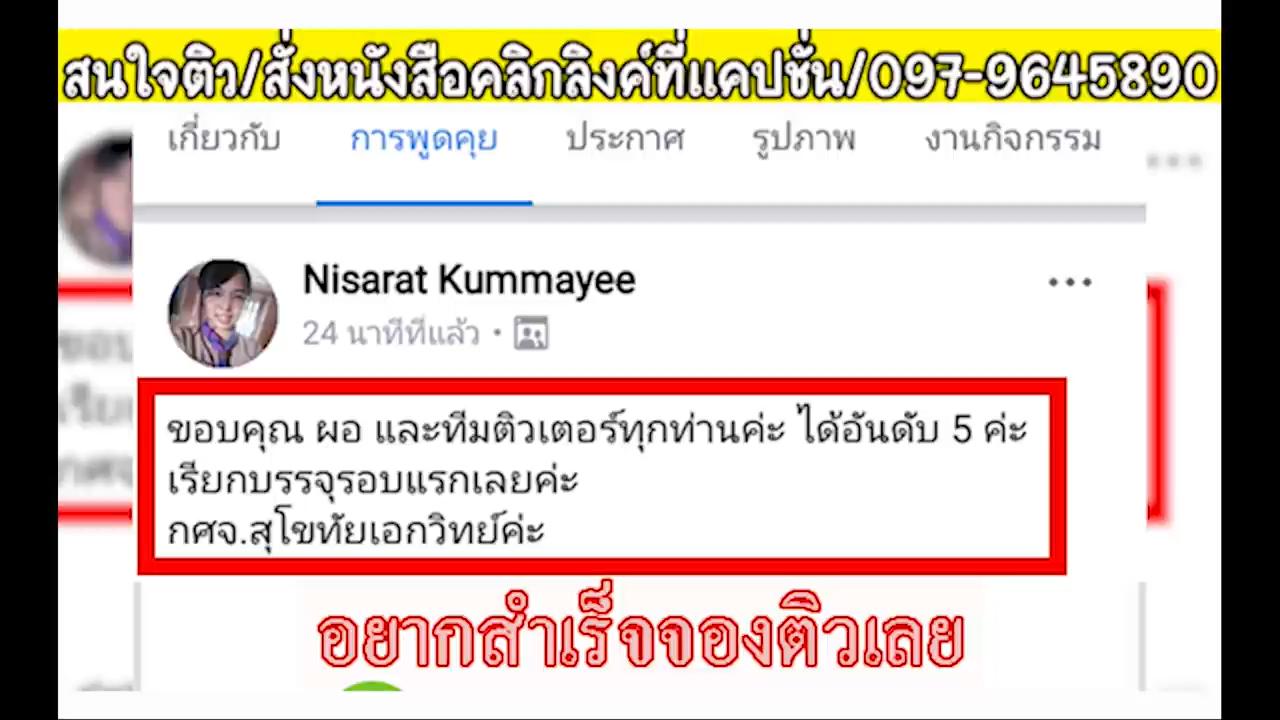 สนใจติว/สั่งหนังสือคลิกลิงค์ที่แคปชั่น/097-9645890
เกี่ยวกับ การพูดคุย ประกาศ รูปภาพ งานกิจกรรม
Nisarat Kummayee
24 นาทีที่แล้ว
ขอบคุณ ผอ และทีมติวเตอร์ทุกท่านค่ะ ได้อันดับ 5 ค่ะ
เรียกบรรจุรอบแรกเลยค่ะ
กศจ.สุโขทัยเอกวิทย์ค่ะ
อยากสำเร็จจองติวเลย